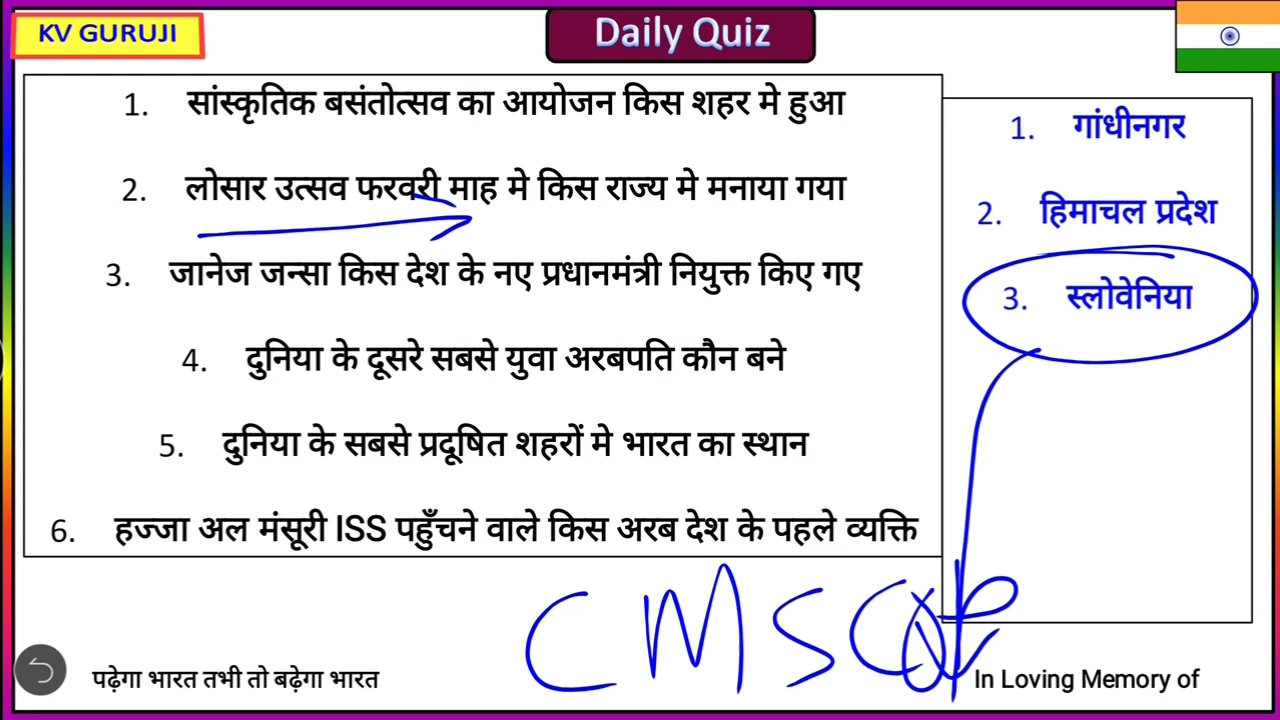 KV GURUJI
Daily Quiz
1. सांस्कृतिक बसंतोत्सव का आयोजन किस शहर मे हुआ
2. लोसार उत्सव फरवरी माह मे किस राज्य मे मनाया गया
3. जानेज जन्सा किस देश के नए प्रधानमंत्री नियुक्त किए गए
4. दुनिया के दूसरे सबसे युवा अरबपति कौन बने
5. दुनिया के सबसे प्रदूषित शहरों मे भारत का स्थान
6. हज्जा अल मंसूरी ISS पहुँचने वाले किस अरब देश के पहले व्यक्ति
1. गांधीनगर
2. हिमाचल प्रदेश
3. स्लोवेनिया
C M S
पढ़ेगा भारत तभी तो बढ़ेगा भारत
In Loving Memory of